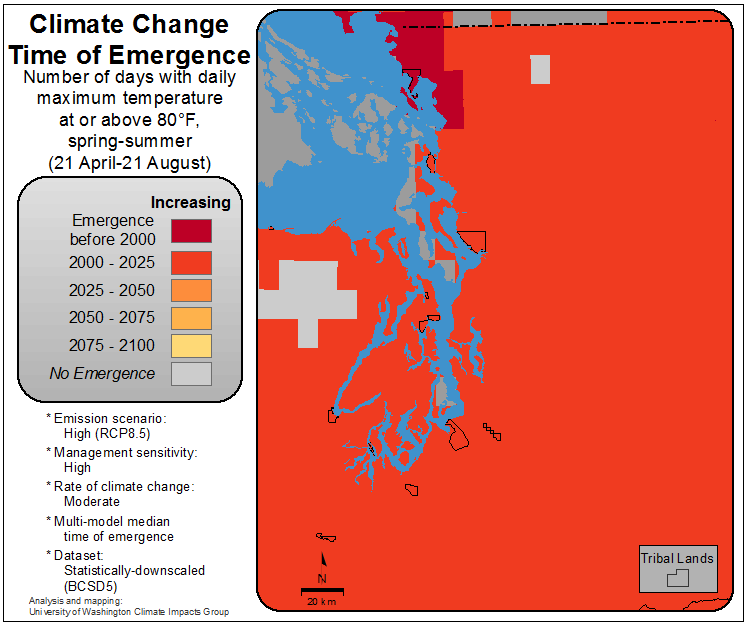 Climate Change
Time of Emergence
Number of days with daily
maximum temperature
at or above 80°F,
spring-summer
(21 April-21 August)
Increasing
Emergence
before 2000
2000 - 2025
2025 - 2050
2050 - 2075
2075 - 2100
No Emergence
* Emission scenario:
High (RCP8.5)
* Management sensitivity:
High
* Rate of climate change:
Moderate
* Multi-model median
time of emergence
* Dataset:
Statistically-downscaled
(BCSD5)
Analysis and mapping:
University of Washington Climate Impacts Group
N
20 km
Tribal Lands